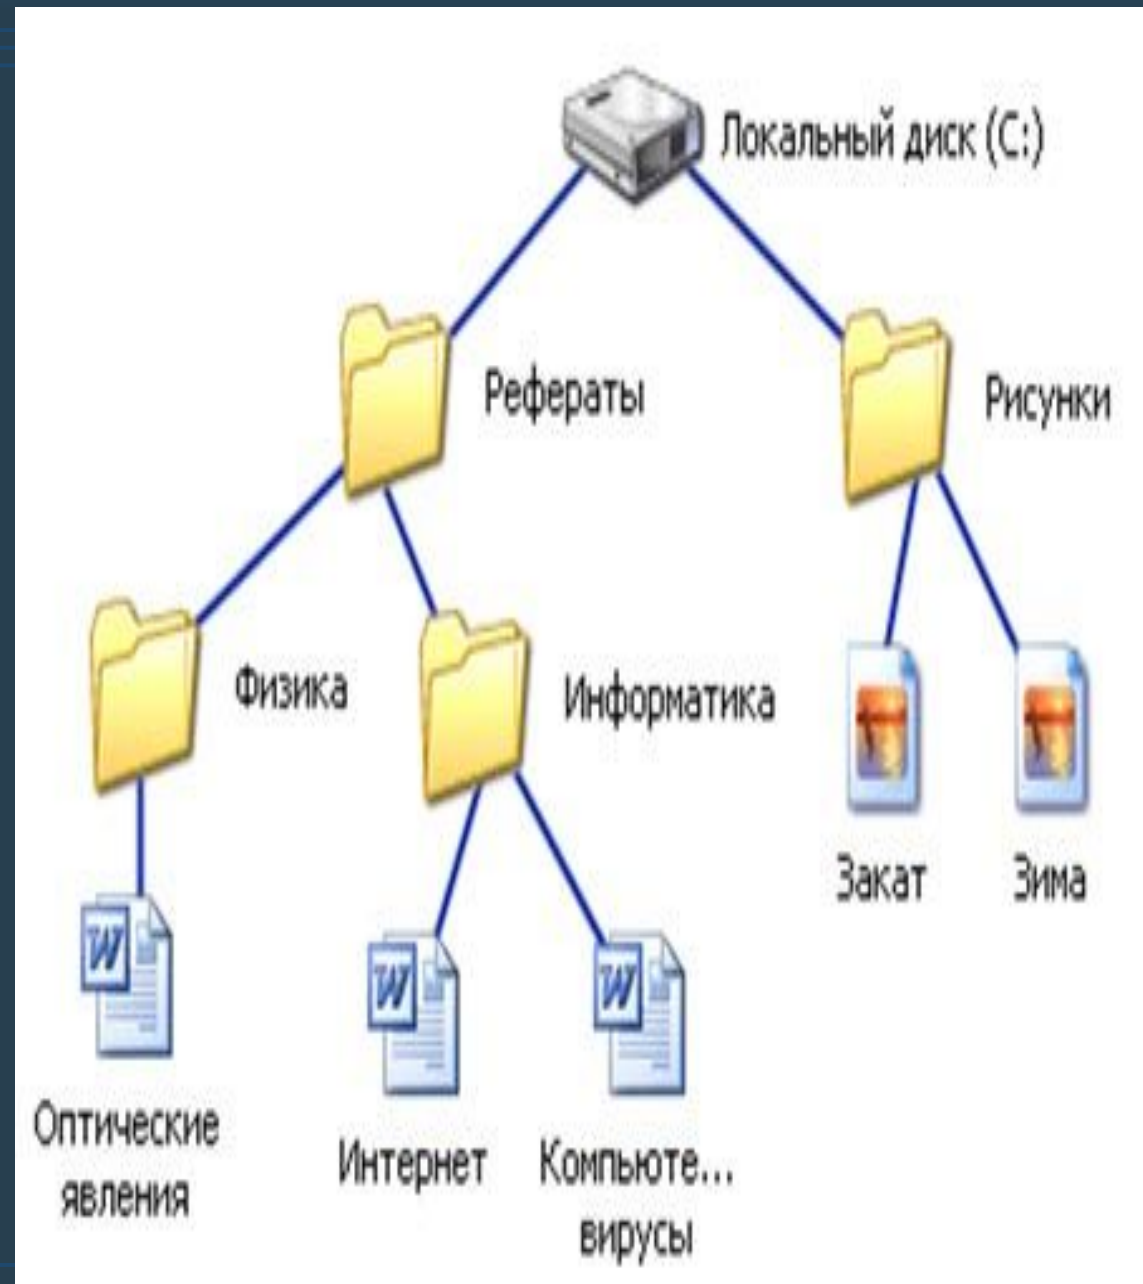 Локальный диск (C:)
Рефераты
Рисунки
Физика
Информатика
Закат
Зима
Оптические
явления
Интернет
Компьюте...
вирусы